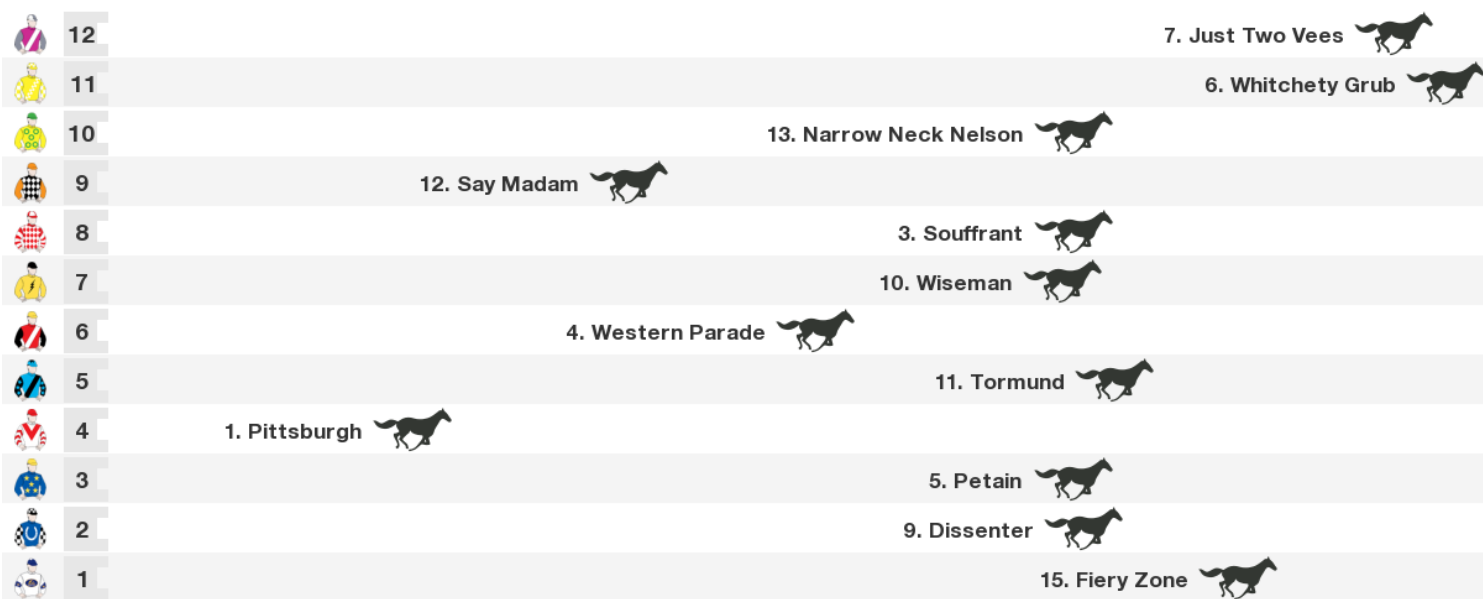 12 7. Just Two Vees
11 6. Whitchety Grub
10 13. Narrow Neck Nelson
9 12. Say Madam
8 3. Souffrant
7 10. Wiseman
6 4. Western Parade
5 11. Tormund
4 1. Pittsburgh
3 5. Petain
2 9. Dissenter
1 15. Fiery Zone